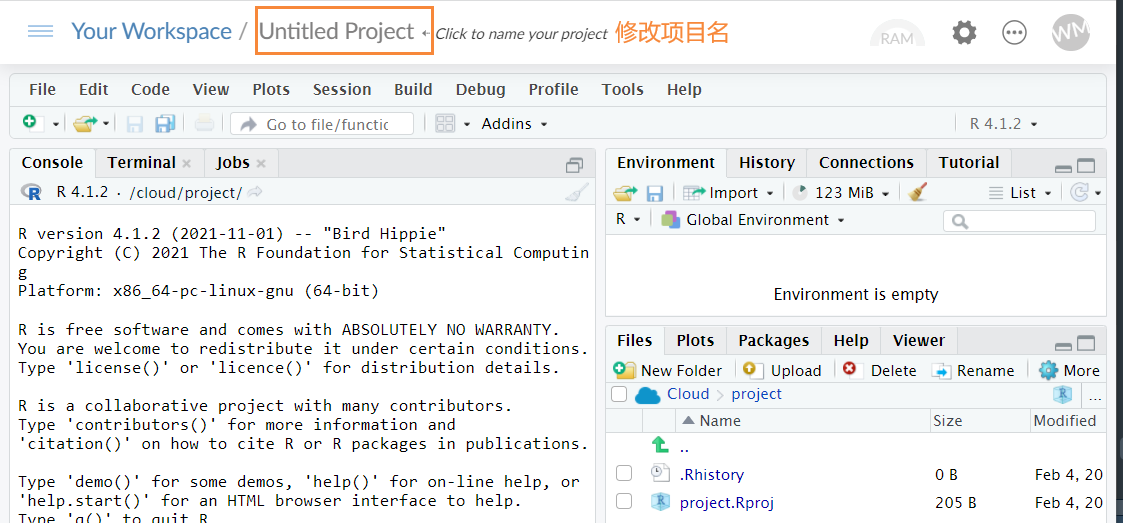 Your Workspace / Untitled Project ← Click to name your project 修改项目名 RAM WM
File Edit Code View Plots Session Build Debug Profile Tools Help
Go to file/functic Addins R 4.1.2
Console Terminal Jobs
R 4.1.2 · /cloud/project/
R version 4.1.2 (2021-11-01) -- "Bird Hippie"
Copyright (C) 2021 The R Foundation for Statistical Computin
g
Platform: x86_64-pc-linux-gnu (64-bit)
R is free software and comes with ABSOLUTELY NO WARRANTY.
You are welcome to redistribute it under certain conditions.
Type 'license()' or 'licence()' for distribution details.
R is a collaborative project with many contributors.
Type 'contributors()' for more information and
'citation()' on how to cite R or R packages in publications.
Type 'demo()' for some demos, 'help()' for on-line help, or
'help.start()' for an HTML browser interface to help.
Type 'q()' to quit R
Environment History Connections Tutorial
Import 123 MiB List
R Global Environment
Environment is empty
Files Plots Packages Help Viewer
New Folder Upload Delete Rename More
Cloud project ...
Name Size Modified
..
.Rhistory 0 B Feb 4, 20
project.Rproj 205 B Feb 4, 20